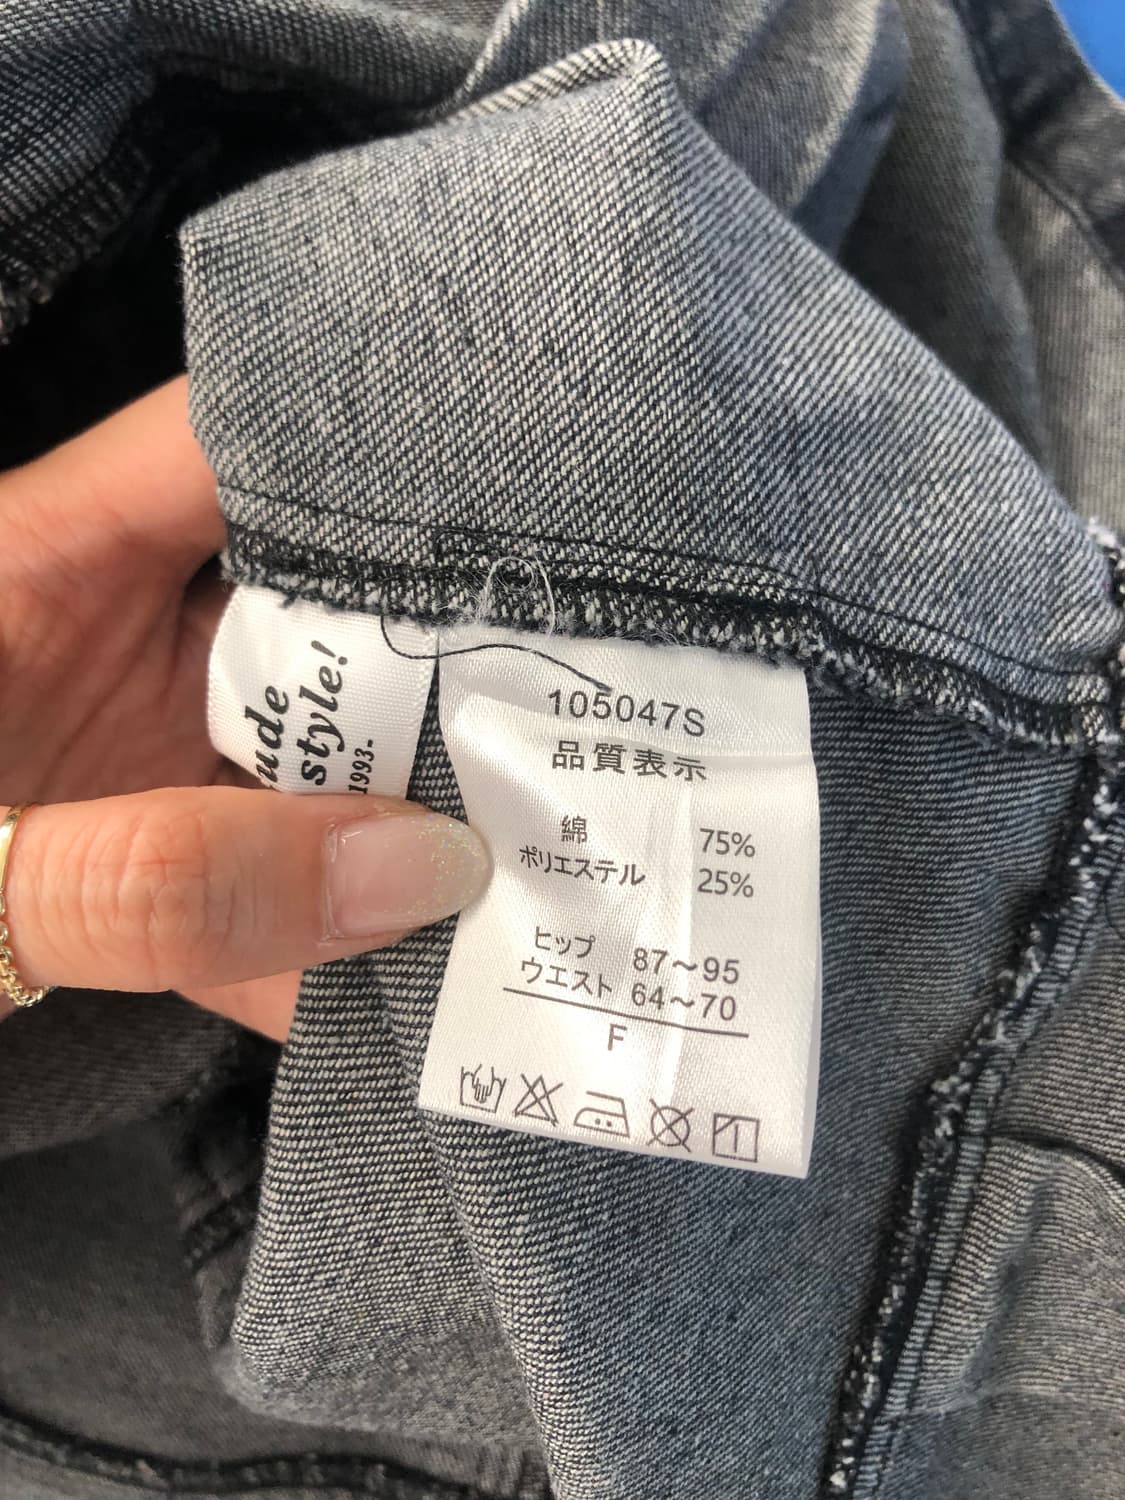 ude
style!
1993.
105047S
品質表示
綿 75%
ポリエステル 25%
ヒップ 87〜95
ウエスト 64〜70
F